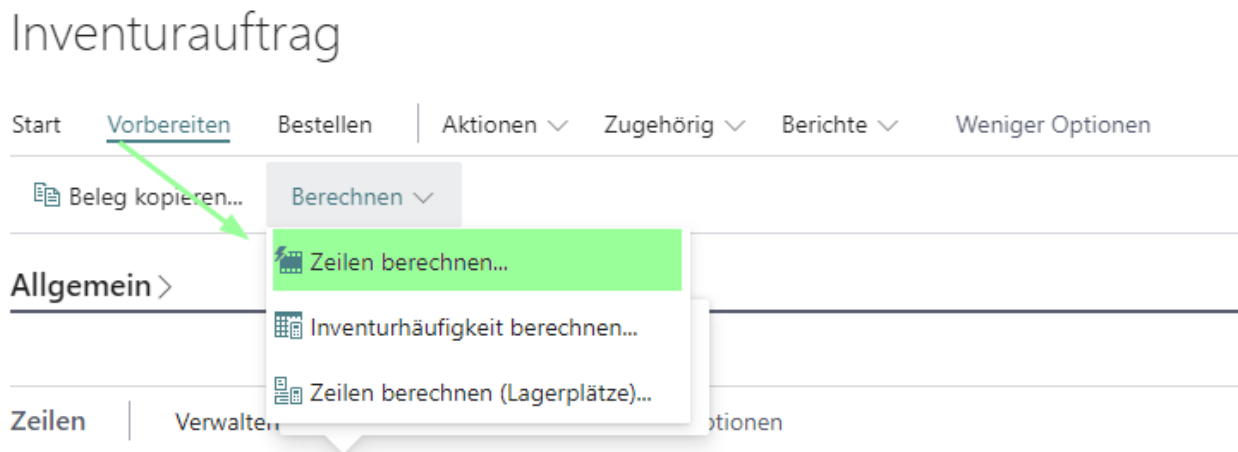 Inventurauftrag
Start Vorbereiten Bestellen Aktionen Zugehörig Berichte Weniger Optionen
Beleg kopieren... Berechnen
Zeilen berechnen...
Allgemein
Inventurhäufigkeit berechnen...
Zeilen berechnen (Lagerplätze)...
Zeilen Verwalten